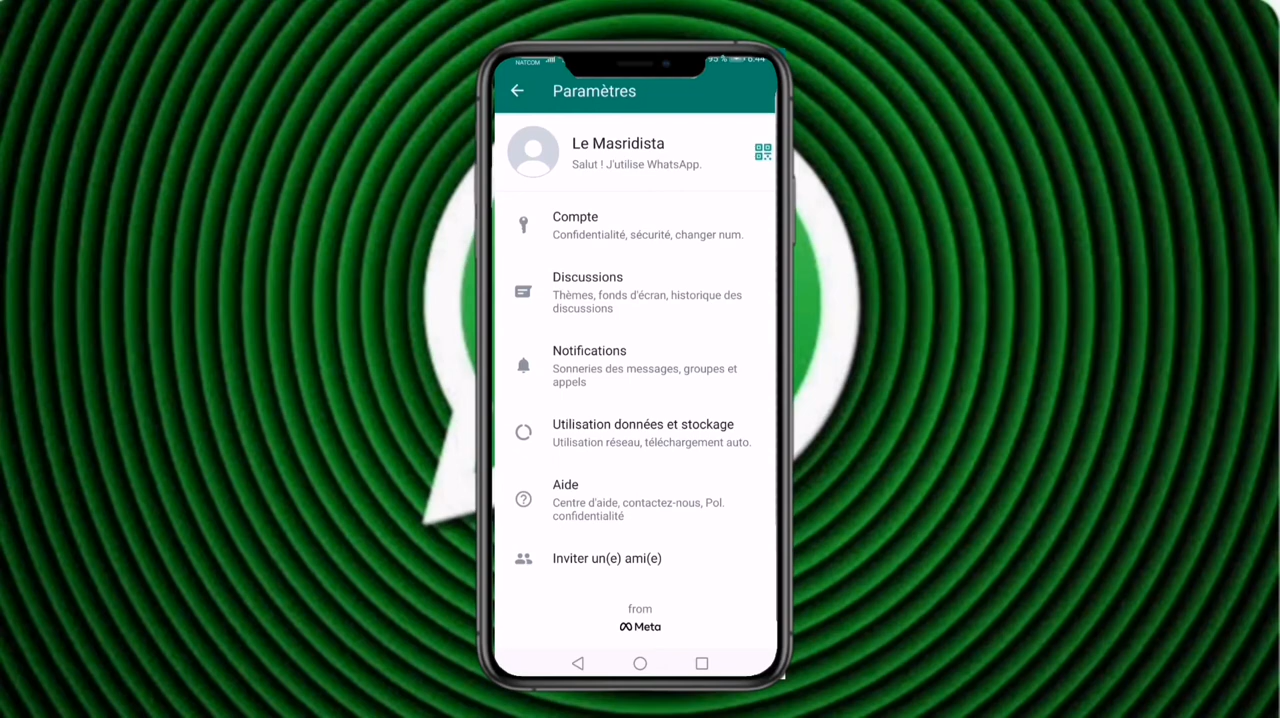 NATCOM
Paramètres
Le Masridista
Salut ! J'utilise WhatsApp.
Compte
Confidentialité, sécurité, changer num.
Discussions
Thèmes, fonds d'écran, historique des
discussions
Notifications
Sonneries des messages, groupes et
appels
Utilisation données et stockage
Utilisation réseau, téléchargement auto.
Aide
Centre d'aide, contactez-nous, Pol.
confidentialité
Inviter un(e) ami(e)
from
Meta